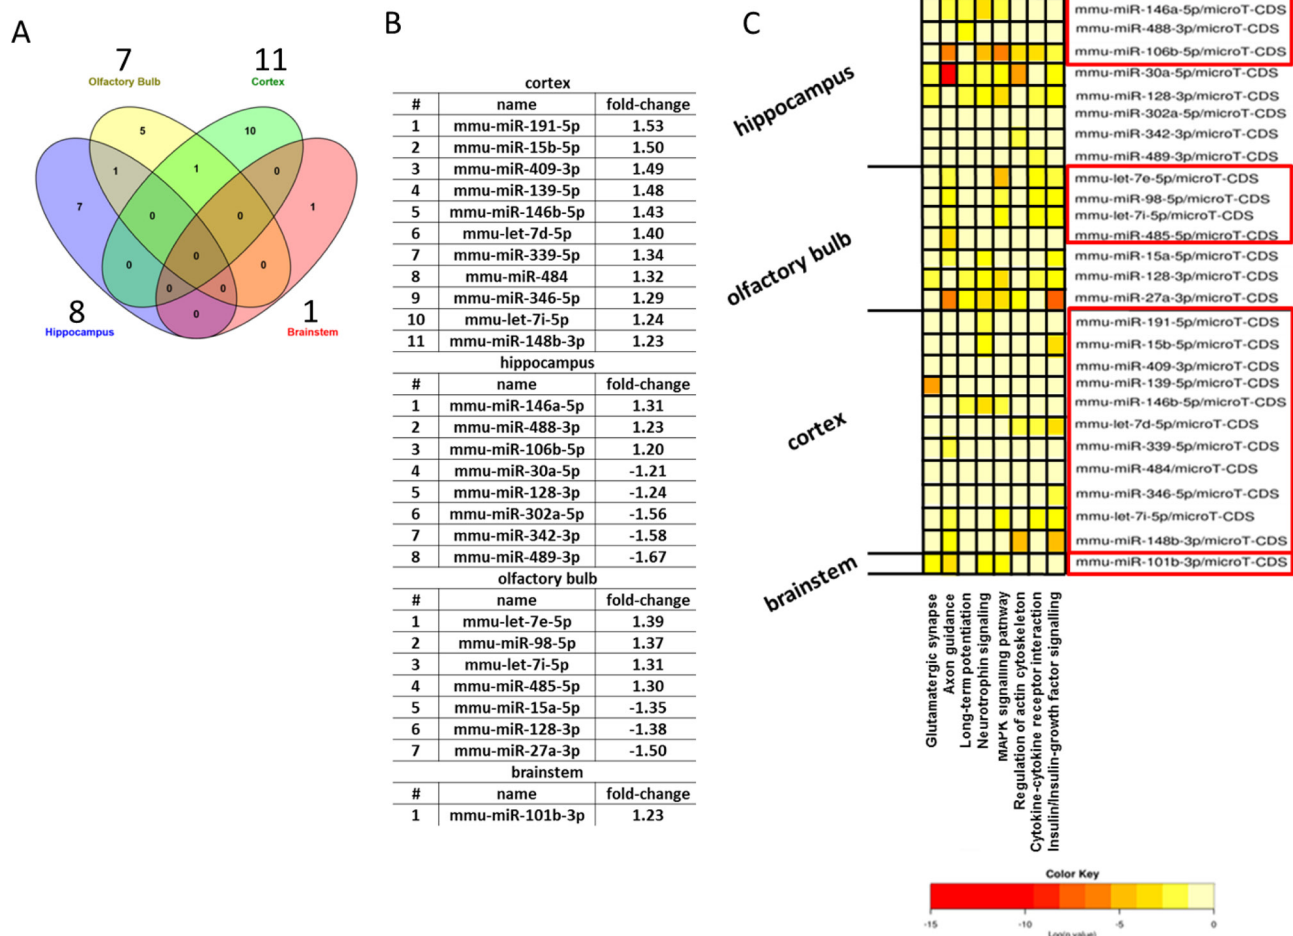 A
7
Olfactory Bulb
11
Cortex
5
10
1
1
0
7
0
0
1
0
0
0
0
0
0
8
Hippocampus
1
Brainstem
B
cortex
# name fold-change
1 mmu-miR-191-5p 1.53
2 mmu-miR-15b-5p 1.50
3 mmu-miR-409-3p 1.49
4 mmu-miR-139-5p 1.48
5 mmu-miR-146b-5p 1.43
6 mmu-let-7d-5p 1.40
7 mmu-miR-339-5p 1.34
8 mmu-miR-484 1.32
9 mmu-miR-346-5p 1.29
10 mmu-let-7i-5p 1.24
11 mmu-miR-148b-3p 1.23
hippocampus
# name fold-change
1 mmu-miR-146a-5p 1.31
2 mmu-miR-488-3p 1.23
3 mmu-miR-106b-5p 1.20
4 mmu-miR-30a-5p -1.21
5 mmu-miR-128-3p -1.24
6 mmu-miR-302a-5p -1.56
7 mmu-miR-342-3p -1.58
8 mmu-miR-489-3p -1.67
olfactory bulb
# name fold-change
1 mmu-let-7e-5p 1.39
2 mmu-miR-98-5p 1.37
3 mmu-let-7i-5p 1.31
4 mmu-miR-485-5p 1.30
5 mmu-miR-15a-5p -1.35
6 mmu-miR-128-3p -1.38
7 mmu-miR-27a-3p -1.50
brainstem
# name fold-change
1 mmu-miR-101b-3p 1.23
C
hippocampus
mmu-miR-146a-5p/microT-CDS
mmu-miR-488-3p/microT-CDS
mmu-miR-106b-5p/microT-CDS
mmu-miR-30a-5p/microT-CDS
mmu-miR-128-3p/microT-CDS
mmu-miR-302a-5p/microT-CDS
mmu-miR-342-3p/microT-CDS
mmu-miR-489-3p/microT-CDS
olfactory bulb
mmu-let-7e-5p/microT-CDS
mmu-miR-98-5p/microT-CDS
mmu-let-7i-5p/microT-CDS
mmu-miR-485-5p/microT-CDS
mmu-miR-15a-5p/microT-CDS
mmu-miR-128-3p/microT-CDS
mmu-miR-27a-3p/microT-CDS
cortex
mmu-miR-191-5p/microT-CDS
mmu-miR-15b-5p/microT-CDS
mmu-miR-409-3p/microT-CDS
mmu-miR-139-5p/microT-CDS
mmu-miR-146b-5p/microT-CDS
mmu-let-7d-5p/microT-CDS
mmu-miR-339-5p/microT-CDS
mmu-miR-484/microT-CDS
mmu-miR-346-5p/microT-CDS
mmu-let-7i-5p/microT-CDS
mmu-miR-148b-3p/microT-CDS
brainstem
mmu-miR-101b-3p/microT-CDS
Glutamatergic synapse
Axon guidance
Long-term potentiation
Neurotrophin signaling
MAPK signalling pathway
Regulation of actin cytoskeleton
Cytokine-cytokine receptor interaction
Insulin/Insulin-growth factor signalling
Color Key
-15 -10 -5 0
Log(p value)